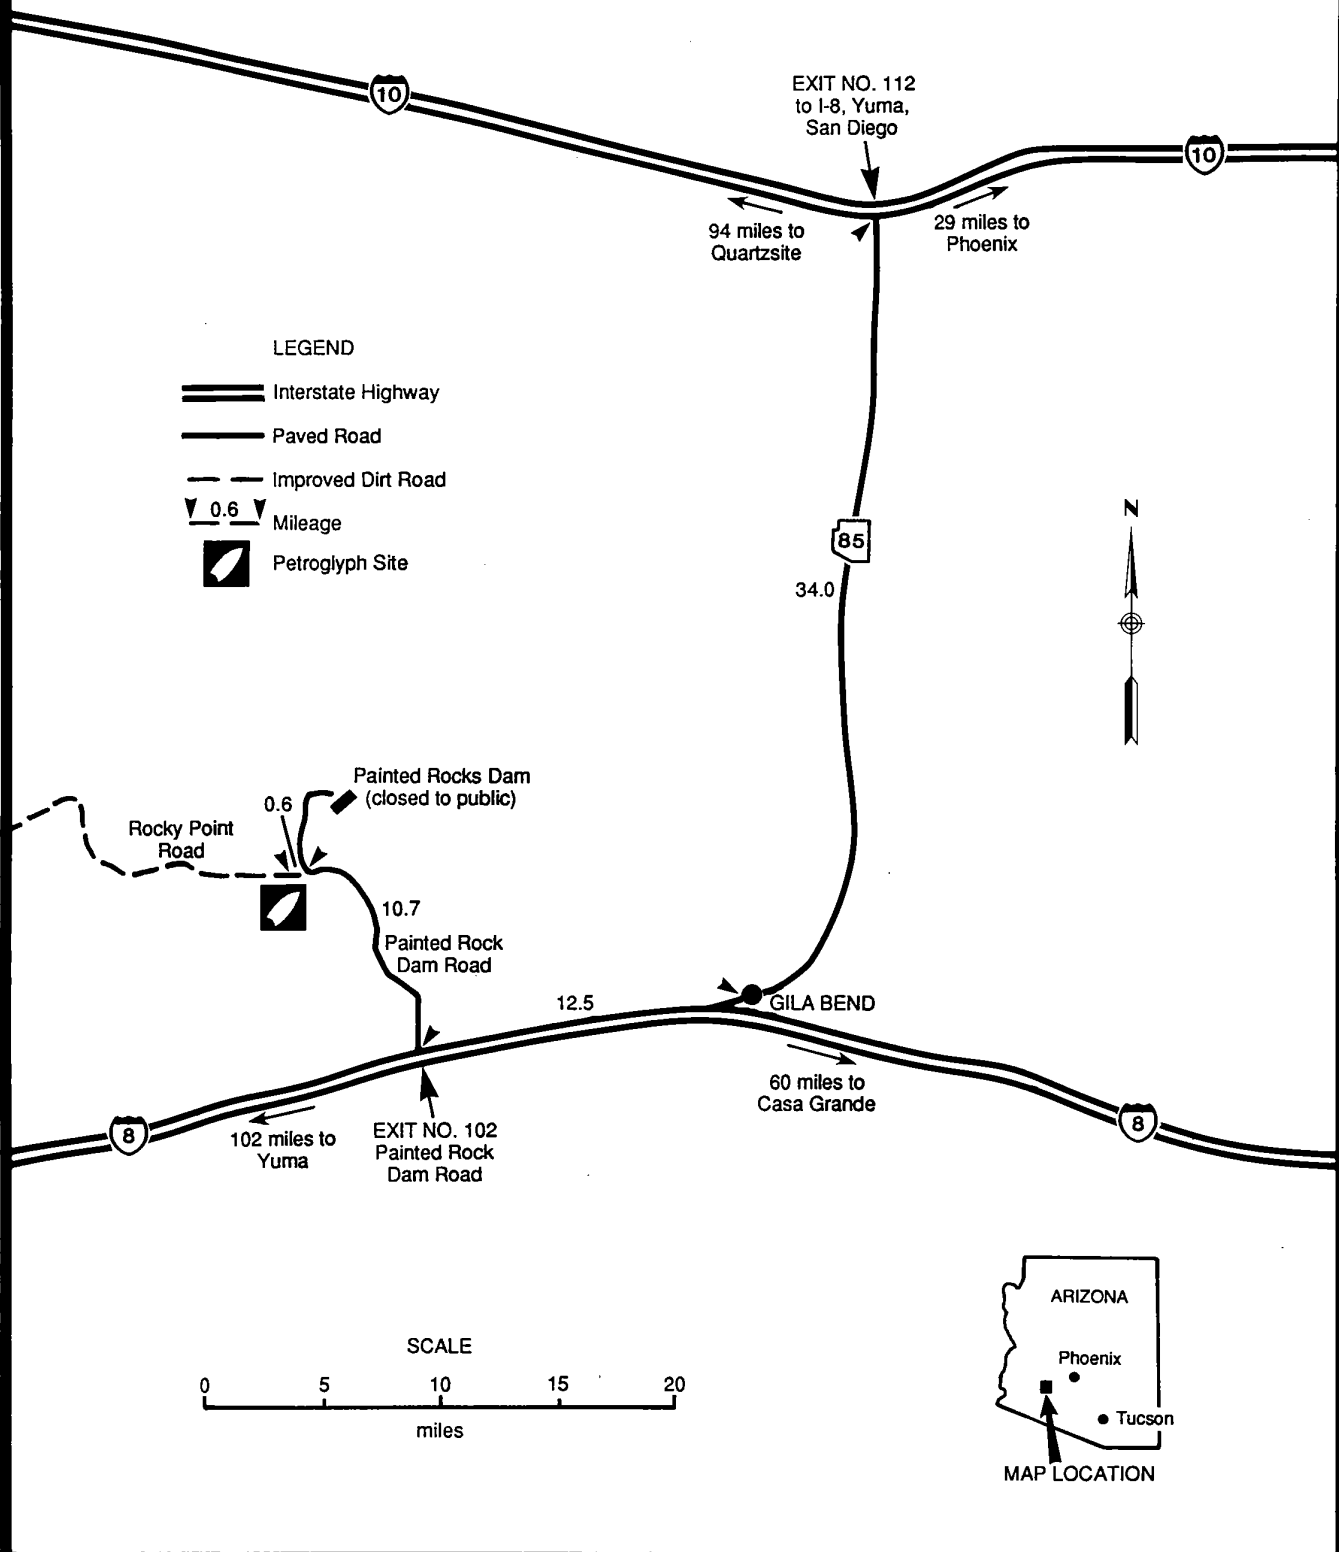 10
EXIT NO. 112
to I-8, Yuma,
San Diego
10
94 miles to
Quartzsite
29 miles to
Phoenix
LEGEND
Interstate Highway
Paved Road
Improved Dirt Road
0.6
Mileage
Petroglyph Site
N
85
34.0
Painted Rocks Dam
(closed to public)
0.6
Rocky Point
Road
10.7
Painted Rock
Dam Road
12.5
GILA BEND
60 miles to
Casa Grande
8
102 miles to
Yuma
EXIT NO. 102
Painted Rock
Dam Road
8
SCALE
0 5 10 15 20
miles
ARIZONA
Phoenix
Tucson
MAP LOCATION